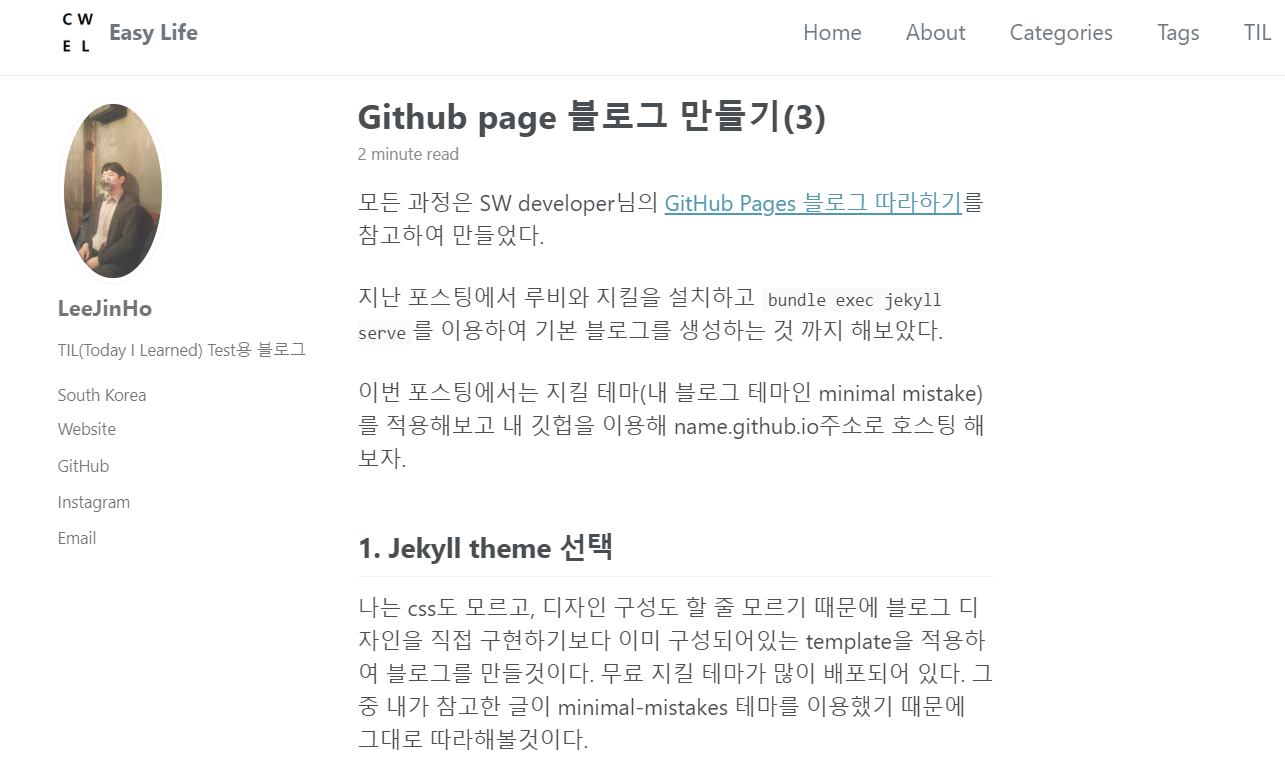 C W
E L
Easy Life
Home
About
Categories
Tags
TIL
LeeJinHo
TIL(Today I Learned) Test용 블로그
South Korea
Website
GitHub
Instagram
Email
Github page 블로그 만들기(3)
2 minute read
모든 과정은 SW developer님의 GitHub Pages 블로그 따라하기를
참고하여 만들었다.
지난 포스팅에서 루비와 지킬을 설치하고 bundle exec jekyll
serve 를 이용하여 기본 블로그를 생성하는 것 까지 해보았다.
이번 포스팅에서는 지킬 테마(내 블로그 테마인 minimal mistake)
를 적용해보고 내 깃헙을 이용해 name.github.io주소로 호스팅 해
보자.
1. Jekyll theme 선택
나는 css도 모르고, 디자인 구성도 할 줄 모르기 때문에 블로그 디
자인을 직접 구현하기보다 이미 구성되어있는 template을 적용하
여 블로그를 만들것이다. 무료 지킬 테마가 많이 배포되어 있다. 그
중 내가 참고한 글이 minimal-mistakes 테마를 이용했기 때문에
그대로 따라해볼것이다.